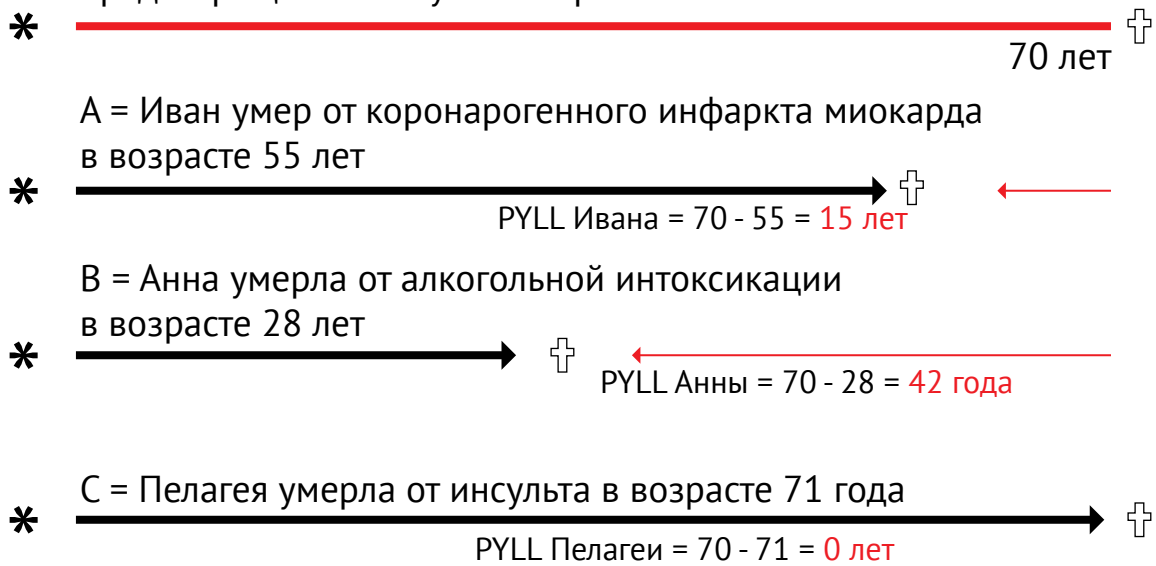 70 лет
A = Иван умер от коронарогенного инфаркта миокарда
в возрасте 55 лет
PYLL Ивана = 70 - 55 = 15 лет
B = Анна умерла от алкогольной интоксикации
в возрасте 28 лет
PYLL Анны = 70 - 28 = 42 года
C = Пелагея умерла от инсульта в возрасте 71 года
PYLL Пелагеи = 70 - 71 = 0 лет